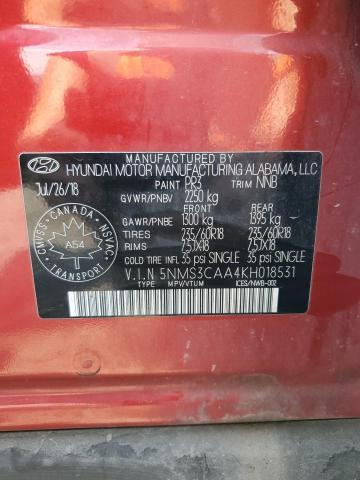 MANUFACTURED BY
HYUNDAI MOTOR MANUFACTURING ALABAMA, LLC
JUL/26/18 PAINT PR3 TRIM NNB
GVWR/PNBV 2250 kg
FRONT REAR
GAWR/PNBE 1300 kg 1395 kg
TIRES 235/60R18 235/60R18
RIMS 7.5JX18 7.5JX18
COLD TIRE INFL 35 psi SINGLE 35 psi SINGLE
V.I.N 5NMS3CAA4KH018531
TYPE MPV/VTUM ICES/NWB-002
CANADA
CMVSS NSVAC
A54
TRANSPORT